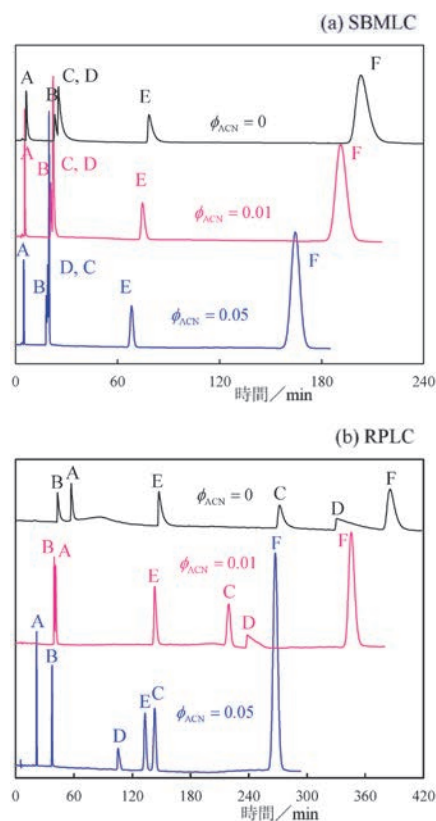 (a) SBMLC
A
B
C, D
E
F
ϕACN = 0
A
B
C, D
E
F
ϕACN = 0.01
A
B
D, C
E
F
ϕACN = 0.05
0 60 120 180 240
時間／min
(b) RPLC
B
A
E
C
D
F
ϕACN = 0
B
A
E
C
D
F
ϕACN = 0.01
A
B
D
E
C
F
ϕACN = 0.05
0 60 120 180 240 300 360 420
時間／min